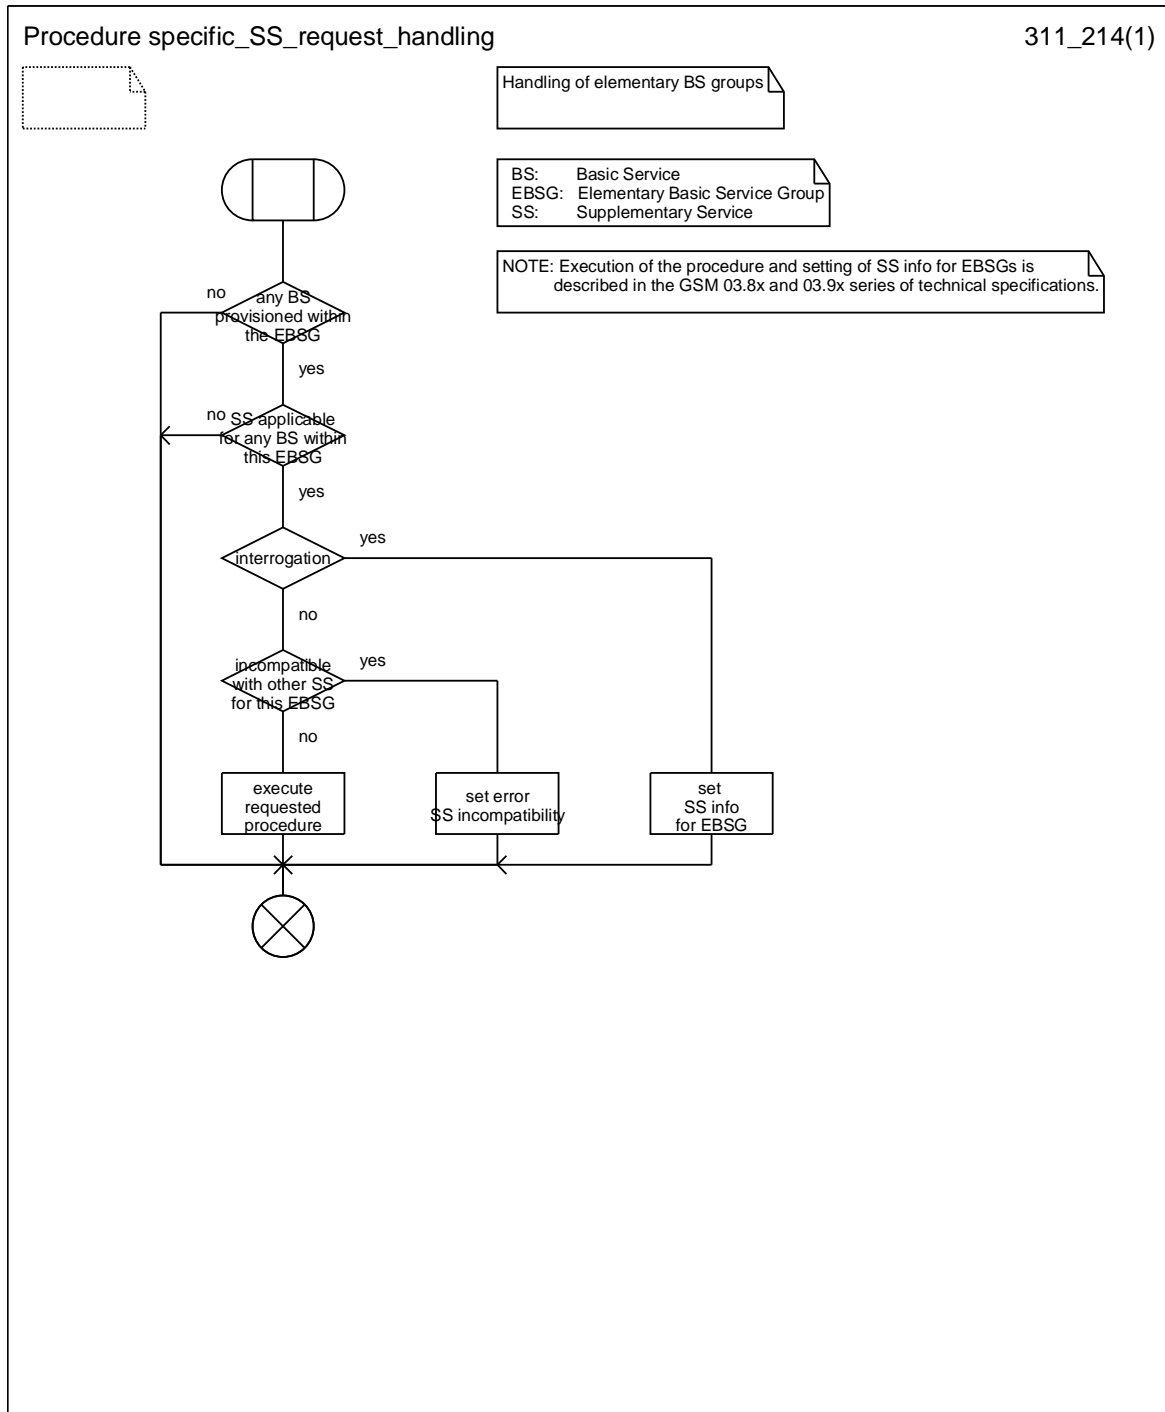 Procedure specific_SS_request_handling
311_214(1)
Handling of elementary BS groups
BS: Basic Service
EBSG: Elementary Basic Service Group
SS: Supplementary Service
NOTE: Execution of the procedure and setting of SS info for EBSGs is
described in the GSM 03.8x and 03.9x series of technical specifications.
no
any BS
provisioned within
the EBSG
yes
no
SS applicable
for any BS within
this EBSG
yes
interrogation
yes
no
incompatible
with other SS
for this EBSG
yes
no
execute
requested
procedure
set error
SS incompatibility
set
SS info
for EBSG